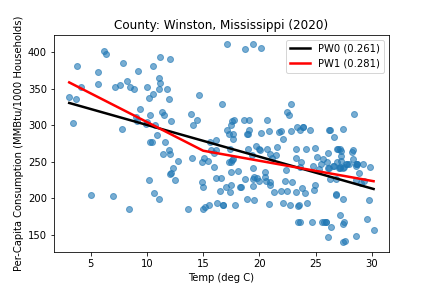 County: Winston, Mississippi (2020)
Per-Capita Consumption (MMBtu/1000 Households)
400
350
300
250
200
150
PW0 (0.261)
PW1 (0.281)
5 10 15 20 25 30
Temp (deg C)